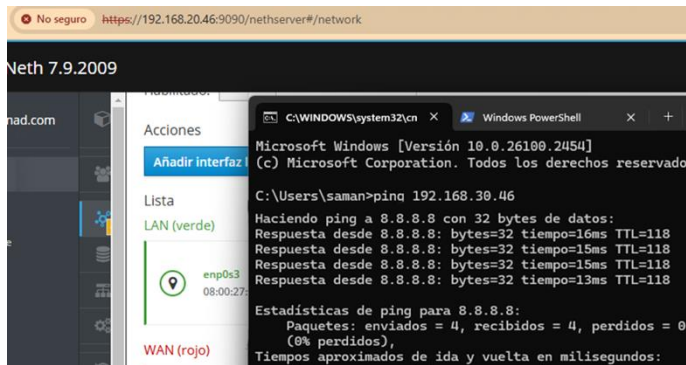 No seguro https://192.168.20.46:9090/nethserver#/network
Neth 7.9.2009
nad.com
Acciones
Añadir interfaz l
Lista
LAN (verde)
enp0s3
08:00:27:
WAN (rojo)
C:\WINDOWS\system32\cn
Windows PowerShell
Microsoft Windows [Versión 10.0.26100.2454]
(c) Microsoft Corporation. Todos los derechos reservado
C:\Users\saman>ping 192.168.30.46
Haciendo ping a 8.8.8.8 con 32 bytes de datos:
Respuesta desde 8.8.8.8: bytes=32 tiempo=16ms TTL=118
Respuesta desde 8.8.8.8: bytes=32 tiempo=15ms TTL=118
Respuesta desde 8.8.8.8: bytes=32 tiempo=15ms TTL=118
Respuesta desde 8.8.8.8: bytes=32 tiempo=13ms TTL=118
Estadísticas de ping para 8.8.8.8:
Paquetes: enviados = 4, recibidos = 4, perdidos = 0
(0% perdidos),
Tiempos aproximados de ida y vuelta en milisegundos: